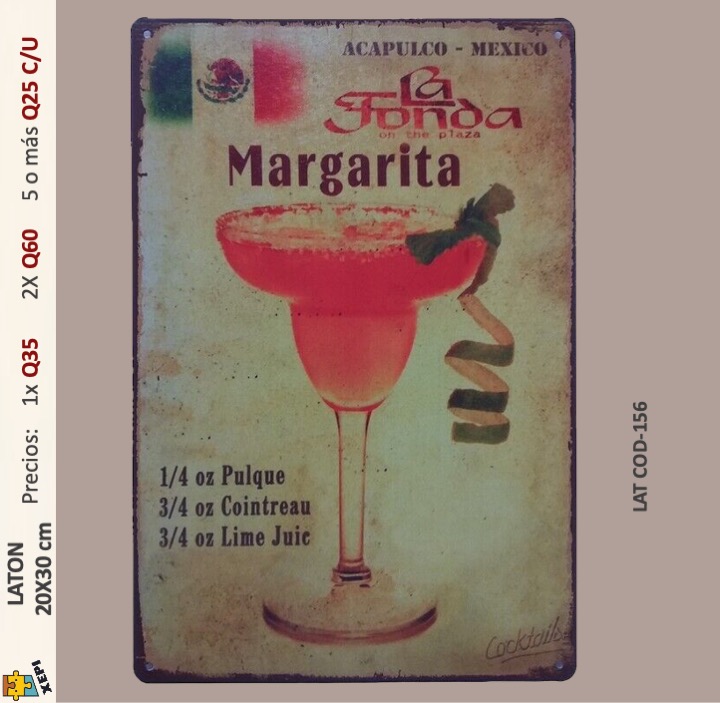 ACAPULCO - MEXICO
La
Fonda
on the plaza
Margarita
1/4 oz Pulque
3/4 oz Cointreau
3/4 oz Lime Juic
Cocktails
LATON
20X30 cm
Precios: 1x Q35 2X Q60 5 o más Q25 C/U
XEPI
LAT COD-156